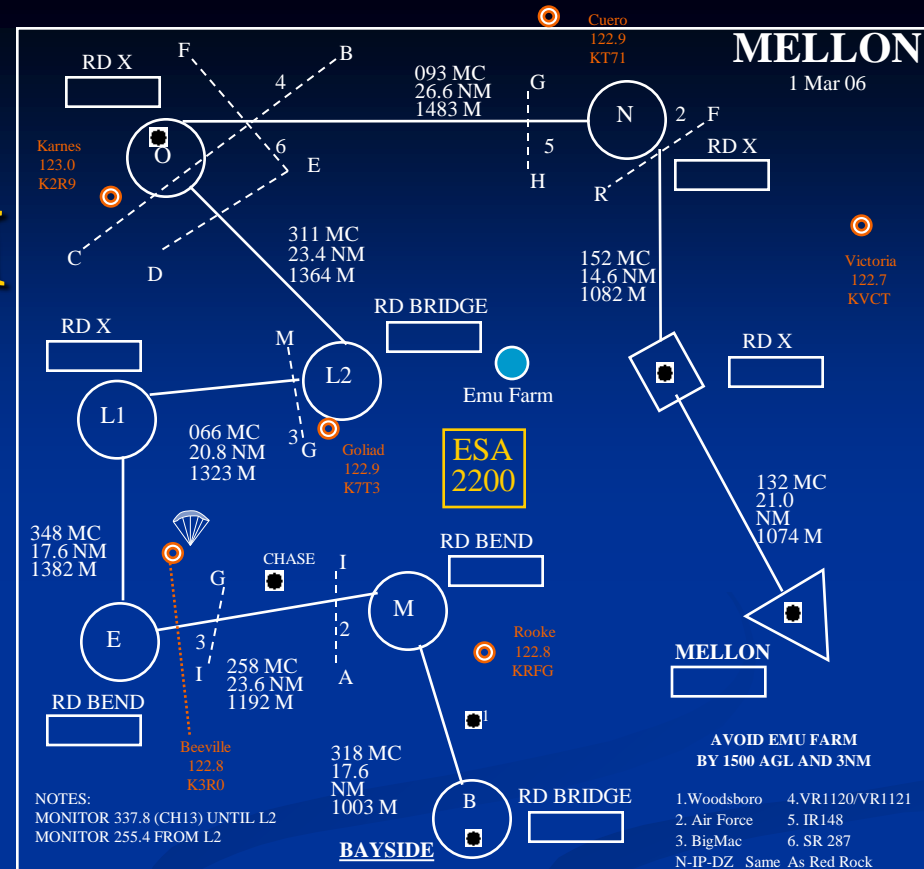 MELLON
1 Mar 06
Cuero
122.9
KT71
RD X
F
B
4
093 MC
26.6 NM
1483 M
G
N
2
F
Karnes
123.0
K2R9
O
6
E
5
H
R
RD X
C
D
311 MC
23.4 NM
1364 M
152 MC
14.6 NM
1082 M
Victoria
122.7
KVCT
RD BRIDGE
RD X
M
L2
Emu Farm
RD X
L1
066 MC
20.8 NM
1323 M
3
G
Goliad
122.9
K7T3
ESA
2200
132 MC
21.0
NM
1074 M
348 MC
17.6 NM
1382 M
CHASE
RD BEND
G
I
E
3
I
2
A
M
Rooke
122.8
KRFG
MELLON
258 MC
23.6 NM
1192 M
RD BEND
1
Beeville
122.8
K3R0
318 MC
17.6
NM
1003 M
AVOID EMU FARM
BY 1500 AGL AND 3NM
B
RD BRIDGE
BAYSIDE
NOTES:
MONITOR 337.8 (CH13) UNTIL L2
MONITOR 255.4 FROM L2
1.Woodsboro 4.VR1120/VR1121
2. Air Force 5. IR148
3. BigMac 6. SR 287
N-IP-DZ Same As Red Rock